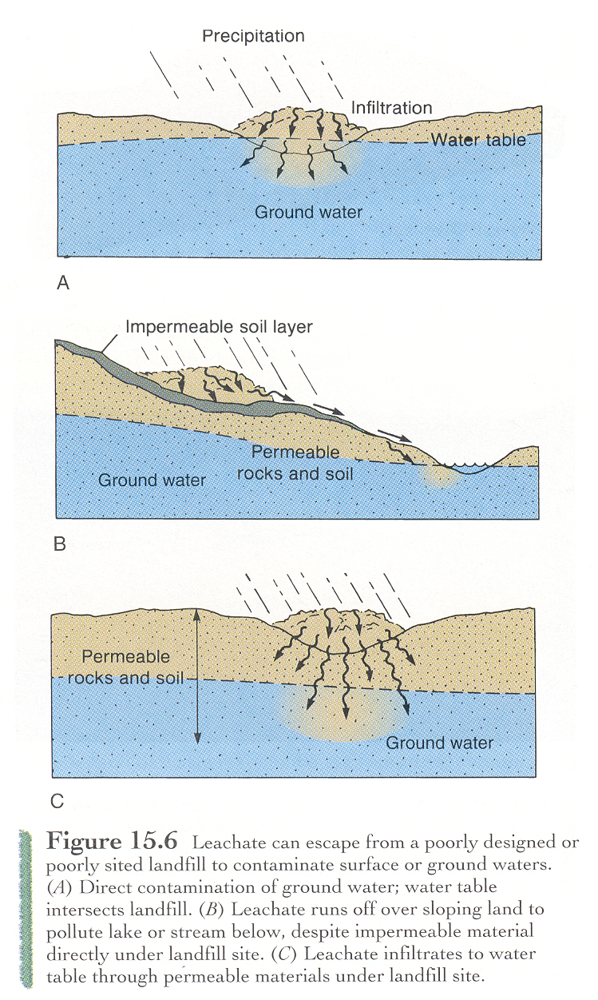 Precipitation
Infiltration
Water table
Ground water
A
Impermeable soil layer
Permeable
rocks and soil
Ground water
B
Permeable
rocks and soil
Ground water
C
Figure 15.6 Leachate can escape from a poorly designed or
poorly sited landfill to contaminate surface or ground waters.
(A) Direct contamination of ground water; water table
intersects landfill. (B) Leachate runs off over sloping land to
pollute lake or stream below, despite impermeable material
directly under landfill site. (C) Leachate infiltrates to water
table through permeable materials under landfill site.